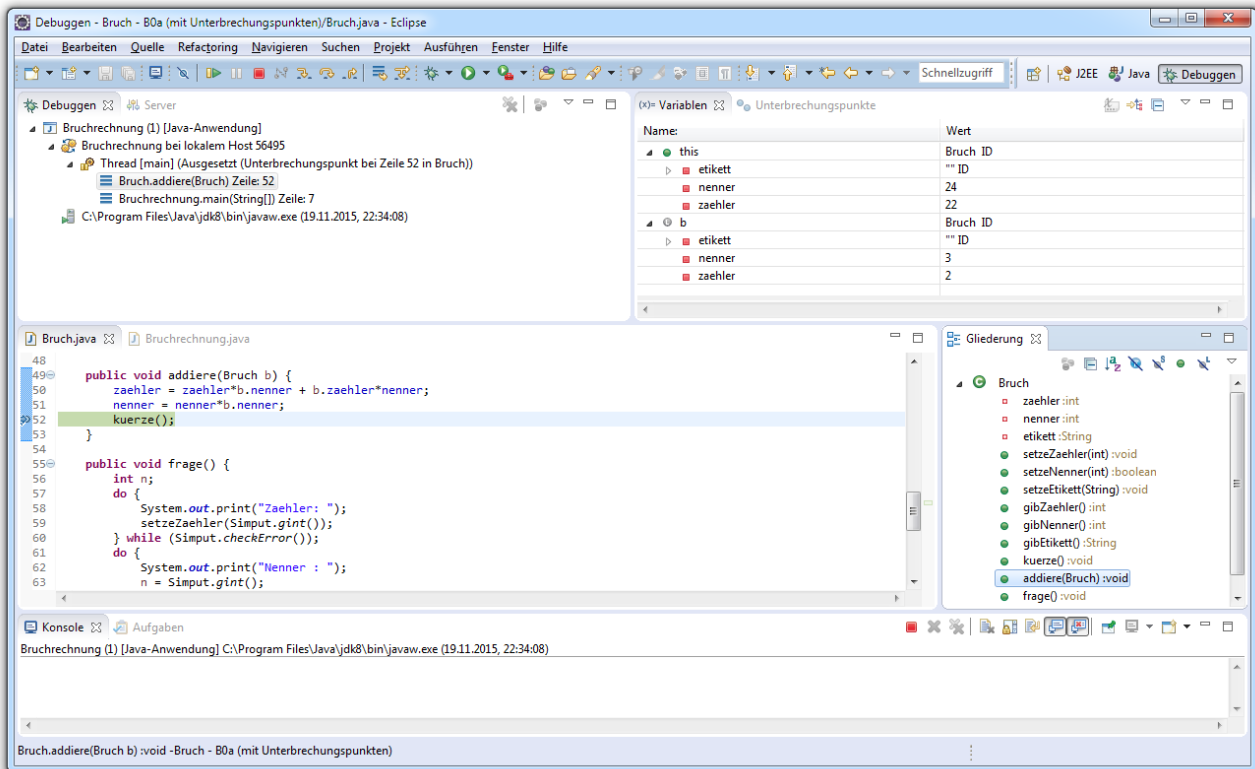 Debuggen - Bruch - B0a (mit Unterbrechungspunkten)/Bruch.java - Eclipse
Datei Bearbeiten Quelle Refactoring Navigieren Suchen Projekt Ausführen Fenster Hilfe
Schnellzugriff J2EE Java Debuggen
Debuggen Server
Bruchrechnung (1) [Java-Anwendung]
Bruchrechnung bei lokalem Host 56495
Thread [main] (Ausgesetzt (Unterbrechungspunkt bei Zeile 52 in Bruch))
Bruch.addiere(Bruch) Zeile: 52
Bruchrechnung.main(String[]) Zeile: 7
C:\Program Files\Java\jdk8\bin\javaw.exe (19.11.2015, 22:34:08)
(x)= Variablen Unterbrechungspunkte
Name: Wert
this Bruch ID
etikett "" ID
nenner 24
zaehler 22
b Bruch ID
etikett "" ID
nenner 3
zaehler 2
Bruch.java Bruchrechnung.java
48
49 public void addiere(Bruch b) {
50 zaehler = zaehler*b.nenner + b.zaehler*nenner;
51 nenner = nenner*b.nenner;
52 kuerze();
53 }
54
55 public void frage() {
56 int n;
57 do {
58 System.out.print("Zaehler: ");
59 setzeZaehler(Simput.gint());
60 } while (Simput.checkError());
61 do {
62 System.out.print("Nenner : ");
63 n = Simput.gint();
Gliederung
Bruch
zaehler :int
nenner :int
etikett :String
setzeZaehler(int) :void
setzeNenner(int) :boolean
setzeEtikett(String) :void
gibZaehler() :int
gibNenner() :int
gibEtikett() :String
kuerze() :void
addiere(Bruch) :void
frage() :void
Konsole Aufgaben
Bruchrechnung (1) [Java-Anwendung] C:\Program Files\Java\jdk8\bin\javaw.exe (19.11.2015, 22:34:08)
Bruch.addiere(Bruch b) :void -Bruch - B0a (mit Unterbrechungspunkten)